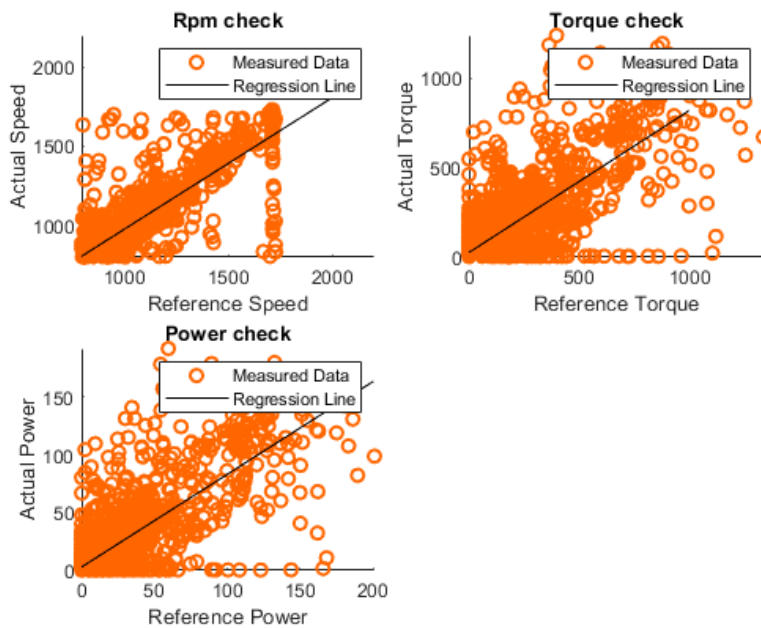 Rpm check
Measured Data
Regression Line
Actual Speed
2000
1500
1000
1000
1500
2000
Reference Speed
Torque check
Measured Data
Regression Line
Actual Torque
1000
500
0
0
500
1000
Reference Torque
Power check
Measured Data
Regression Line
Actual Power
150
100
50
0
0
50
100
150
200
Reference Power